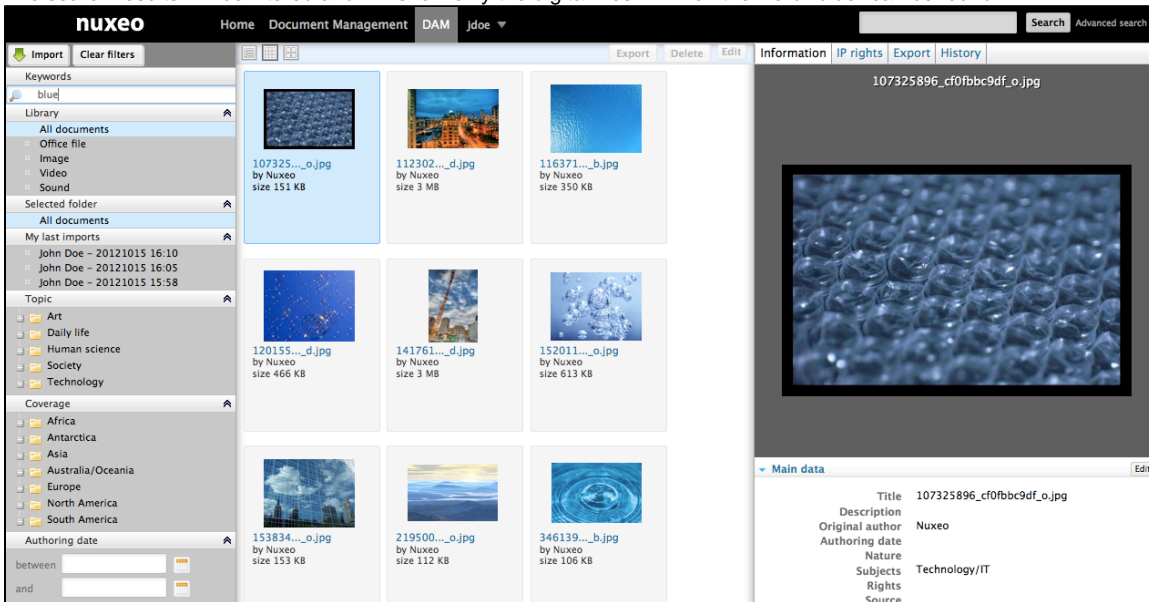 nuxeo
Home Document Management DAM jdoe
Search Advanced search
Import Clear filters
Keywords
blue
Library
All documents
Office file
Image
Video
Sound
Selected folder
All documents
My last imports
John Doe - 20121015 16:10
John Doe - 20121015 16:05
John Doe - 20121015 15:58
Topic
Art
Daily life
Human science
Society
Technology
Coverage
Africa
Antarctica
Asia
Australia/Oceania
Europe
North America
South America
Authoring date
between
and
Export Delete Edit
107325..._o.jpg
by Nuxeo
size 151 KB
112302..._d.jpg
by Nuxeo
size 3 MB
116371..._b.jpg
by Nuxeo
size 350 KB
120155..._d.jpg
by Nuxeo
size 466 KB
141761..._d.jpg
by Nuxeo
size 3 MB
152011..._o.jpg
by Nuxeo
size 613 KB
153834..._o.jpg
by Nuxeo
size 153 KB
219500..._o.jpg
by Nuxeo
size 112 KB
346139..._b.jpg
by Nuxeo
size 106 KB
Information IP rights Export History
107325896_cf0fbbc9df_o.jpg
Main data Edit
Title 107325896_cf0fbbc9df_o.jpg
Description
Original author Nuxeo
Authoring date
Nature
Subjects Technology/IT
Rights
Source